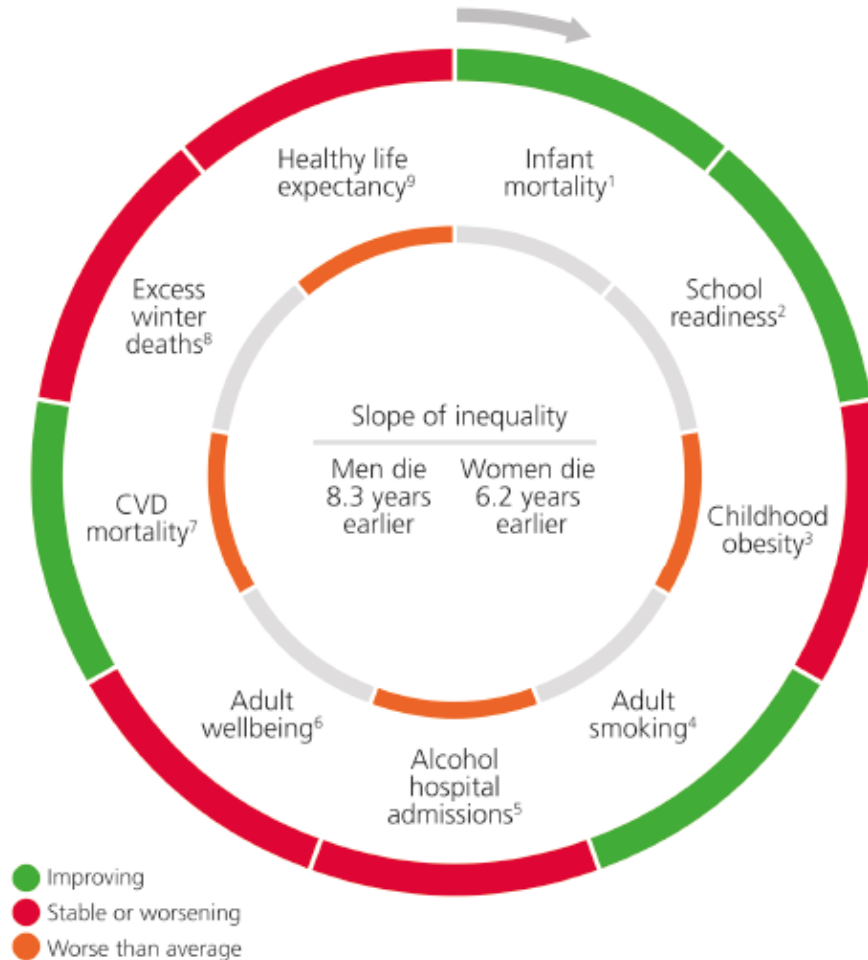 Healthy life
expectancy⁹
Infant
mortality¹
Excess
winter
deaths⁸
School
readiness²
Slope of inequality
Men die
8.3 years
earlier
Women die
6.2 years
earlier
CVD
mortality⁷
Childhood
obesity³
Adult
wellbeing⁶
Adult
smoking⁴
Alcohol
hospital
admissions⁵
Improving
Stable or worsening
Worse than average